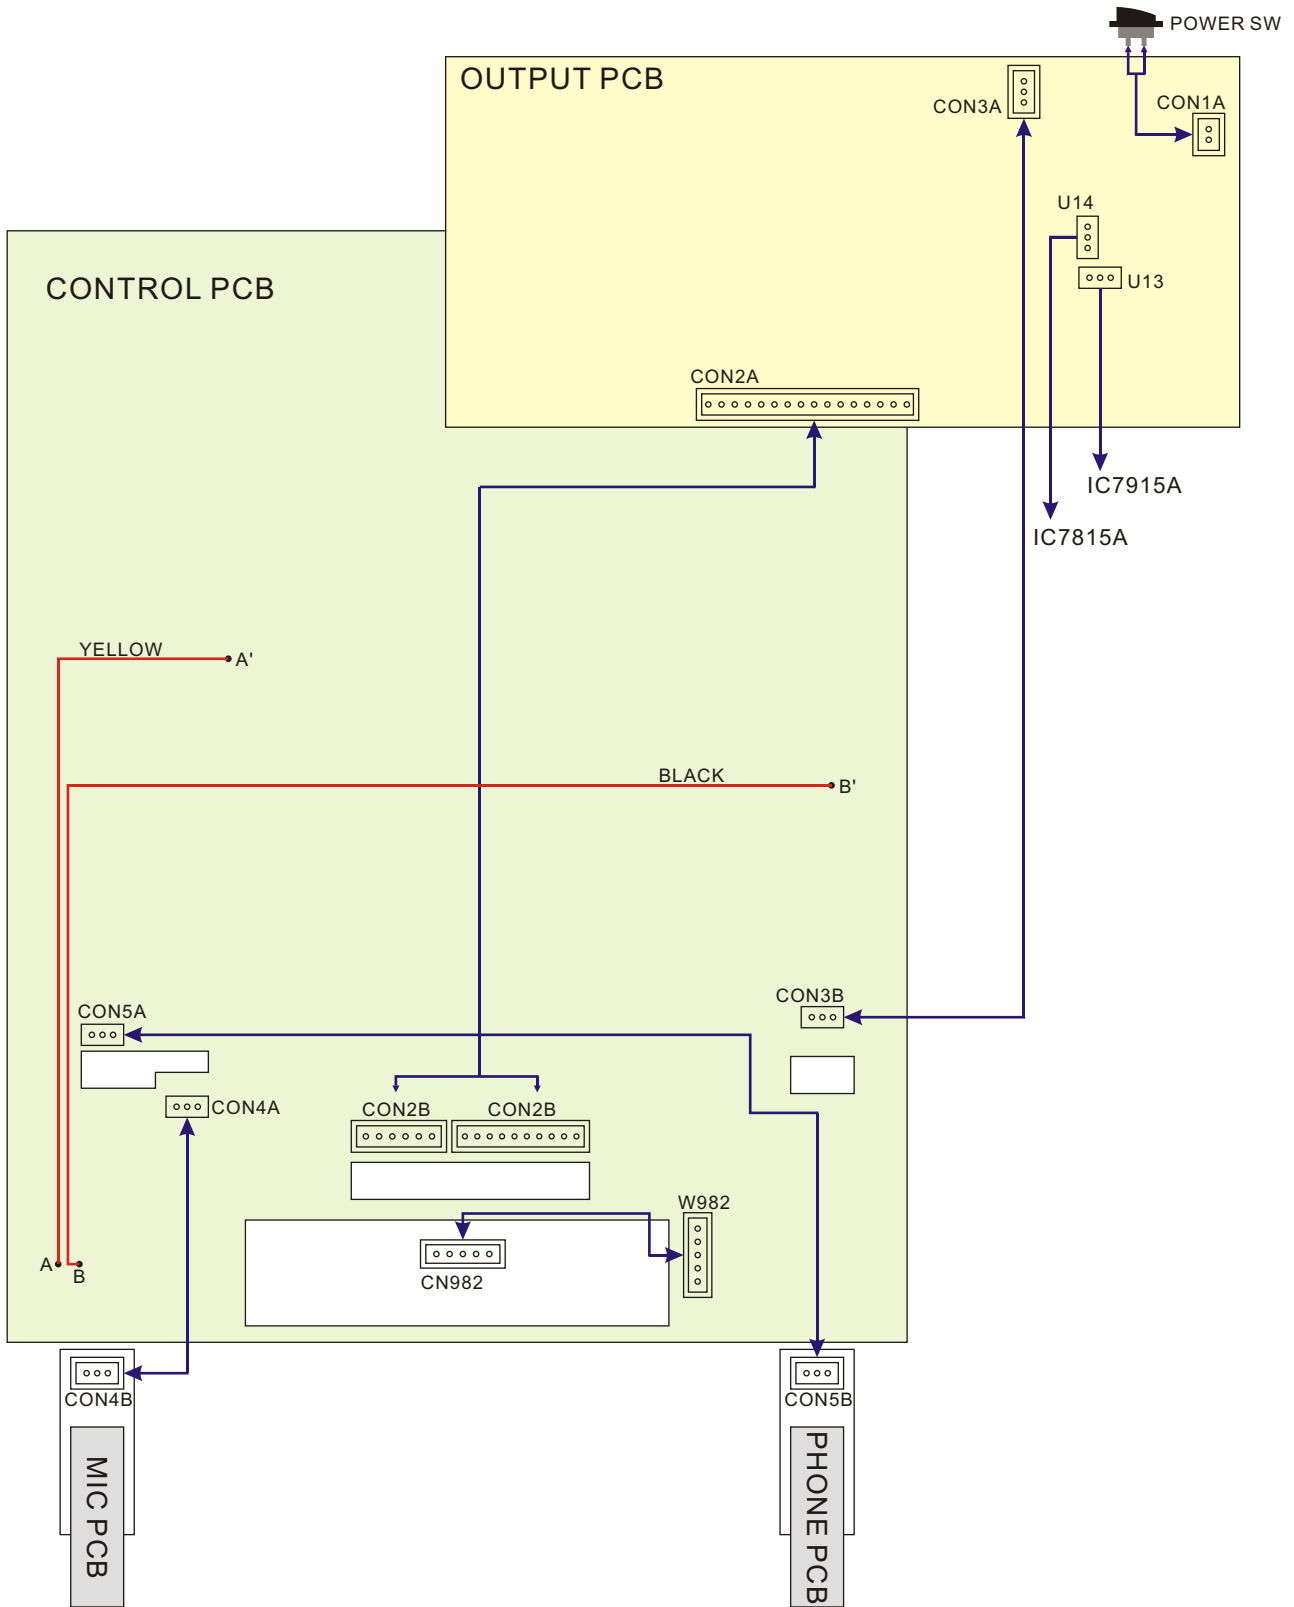 POWER SW
OUTPUT PCB
CON3A
CON1A
U14
U13
CONTROL PCB
CON2A
IC7915A
IC7815A
YELLOW
A'
BLACK
B'
CON5A
CON3B
CON4A
CON2B
CON2B
W982
CN982
A
B
CON4B
CON5B
MIC PCB
PHONE PCB